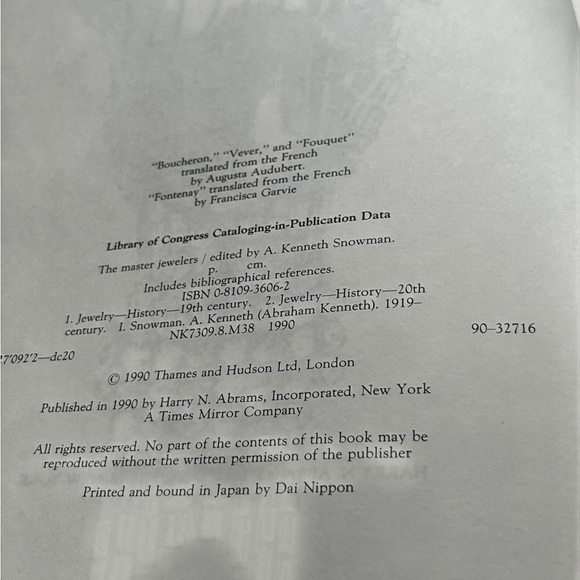 "Boucheron," "Vever," and "Fouquet"
translated from the French
by Augusta Audubert.
"Fontenay" translated from the French
by Francisca Garvie
Library of Congress Cataloging-in-Publication Data
The master jewelers / edited by A. Kenneth Snowman.
p. cm.
Includes bibliographical references.
ISBN 0-8109-3606-2
1. Jewelry—History—19th century. 2. Jewelry—History—20th
century. I. Snowman, A. Kenneth (Abraham Kenneth). 1919–
NK7309.8.M38 1990
90-32716
7'092'2—dc20
© 1990 Thames and Hudson Ltd, London
Published in 1990 by Harry N. Abrams, Incorporated, New York
A Times Mirror Company
All rights reserved. No part of the contents of this book may be
reproduced without the written permission of the publisher
Printed and bound in Japan by Dai Nippon